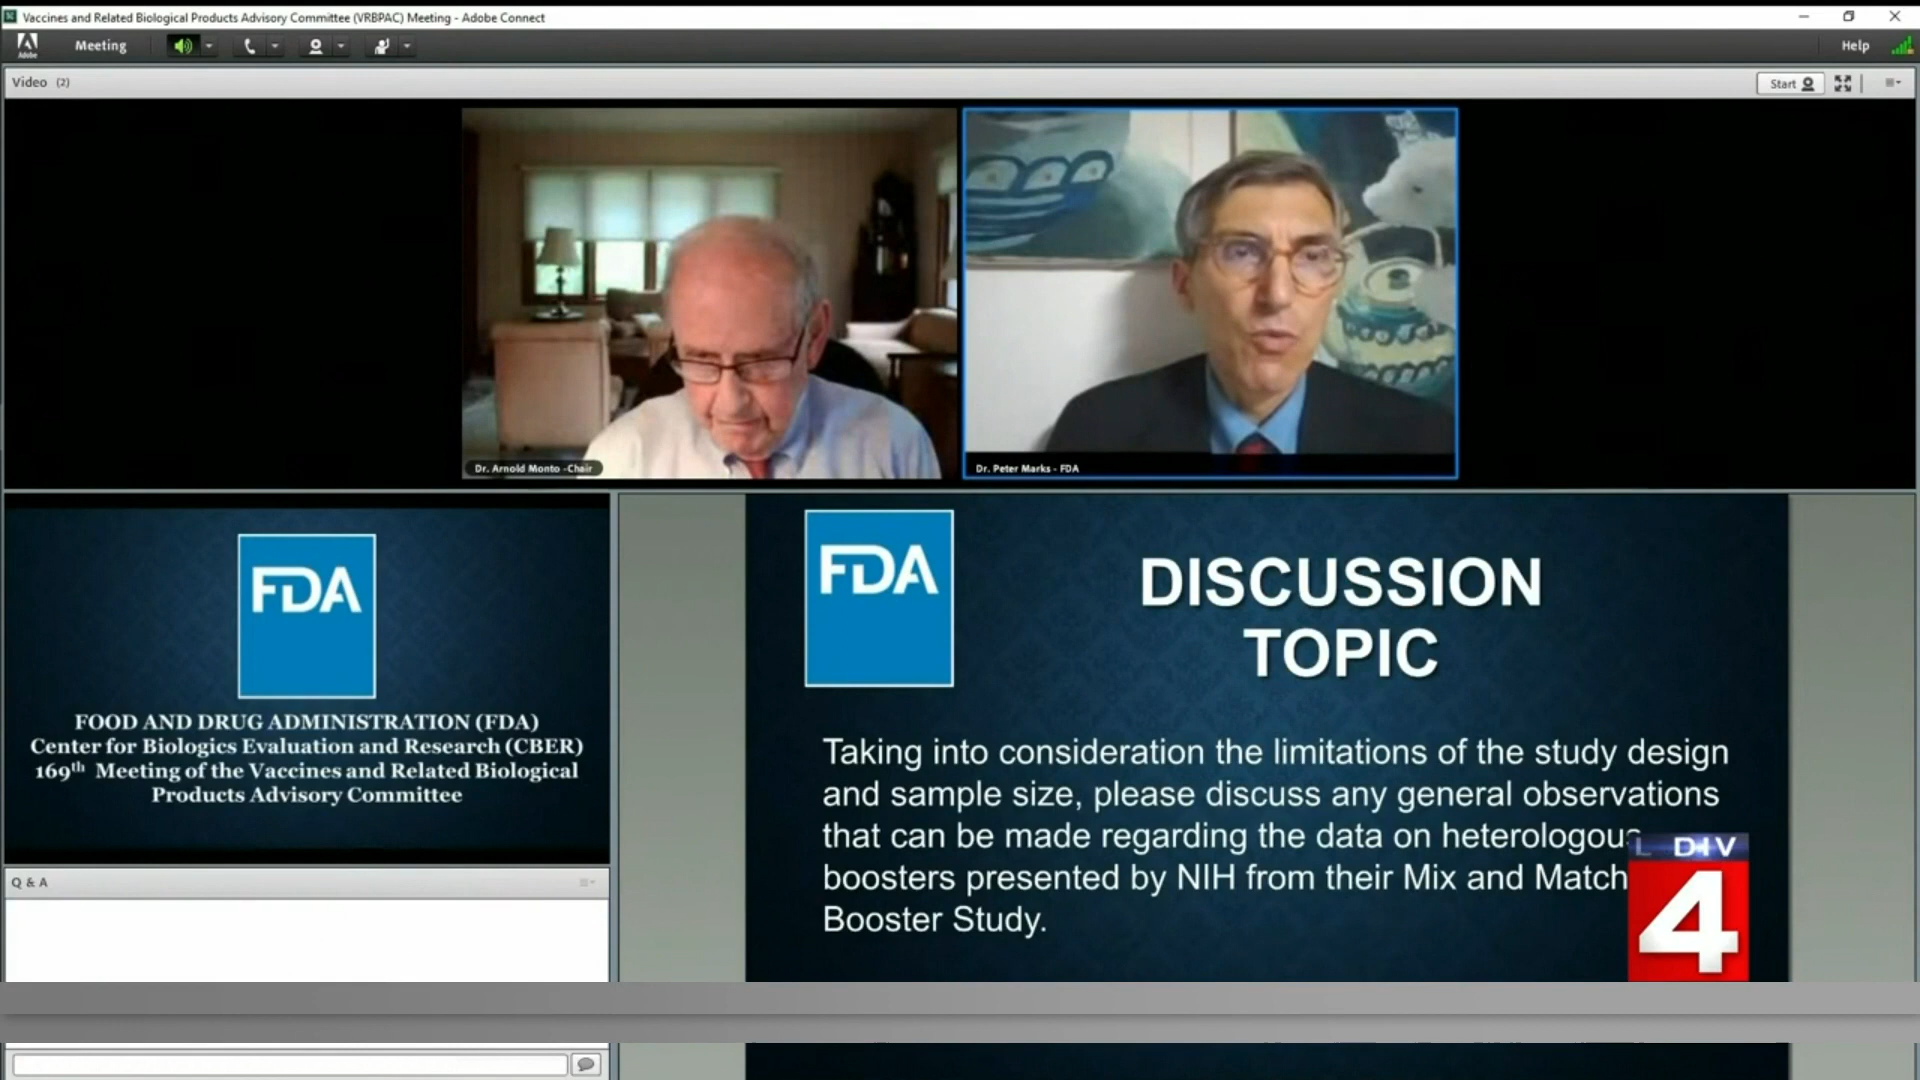 Vaccines and Related Biological Products Advisory Committee (VRBPAC) Meeting - Adobe Connect
Adobe
Meeting
Help
Video (2)
Start
Dr. Arnold Monto -Chair
Dr. Peter Marks - FDA
FDA
FOOD AND DRUG ADMINISTRATION (FDA)
Center for Biologics Evaluation and Research (CBER)
169th Meeting of the Vaccines and Related Biological
Products Advisory Committee
Q & A
FDA
DISCUSSION
TOPIC
Taking into consideration the limitations of the study design
and sample size, please discuss any general observations
that can be made regarding the data on heterologous
boosters presented by NIH from their Mix and Match
Booster Study.
L DIV
4